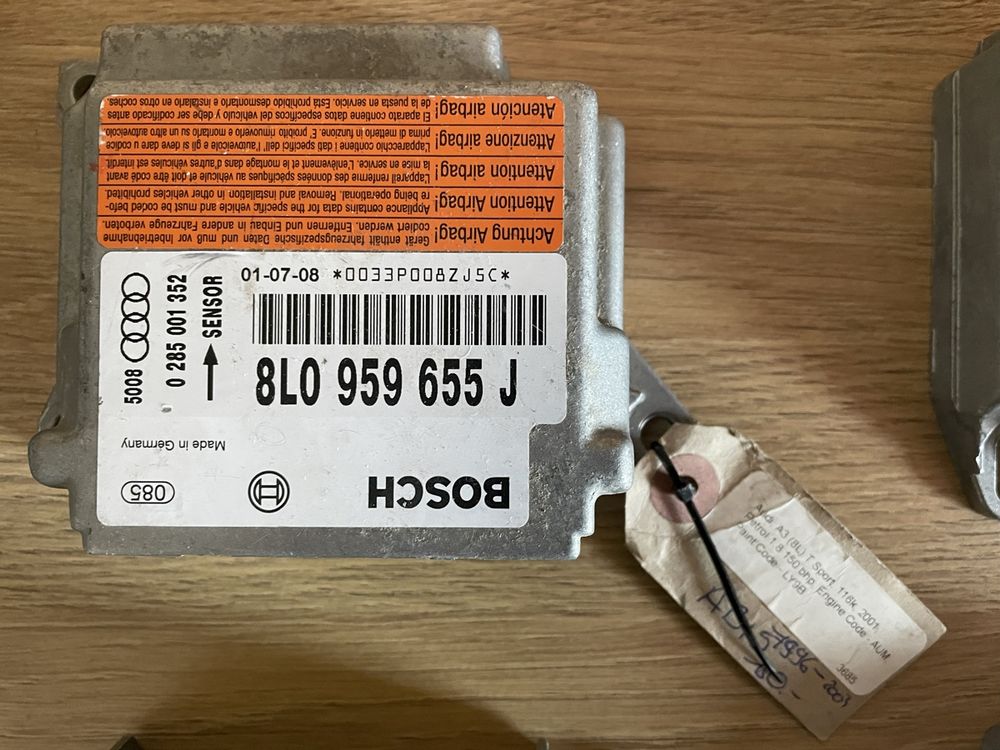 Achtung Airbag!
Gerät enthält fahrzeugspezifische Daten und muß vor Inbetriebnahme
codiert werden. Entfernen und Einbau in andere Fahrzeuge verboten.
Attention Airbag!
Appliance contains data for the specific vehicle and must be coded befo
re being operational. Removal and installation in other vehicles prohibited
Attention airbag!
L'appareil renferme des données spécifiques au véhicule et doit être codé avant
la mise en service. L'enlèvement et le montage dans d'autres véhicules est interdit.
Attenzione airbag!
L'apparecchio contiene i dati specifici dell'autoveicolo e gli si deve dare u codice
prima di metterlo in funzione. E' proibito rimuoverlo e montarlo su un altro autoveicolo
Atención airbag!
El aparato contiene datos específicos del vehículo y debe ser codificado antes
de la puesta en servicio. Está prohibido desmontarlo e instalarlo en otros coches.
01-07-08 *0033P008ZJ5C*
8L0 959 655 J
5008
0 285 001 352
SENSOR
Made in Germany
085
BOSCH
Audi A3 (8L) T Sport 116k 2001
Petrol 1.8 150 bhp Engine Code - AUM
Paint Code - LY9B
3685
57996-2003